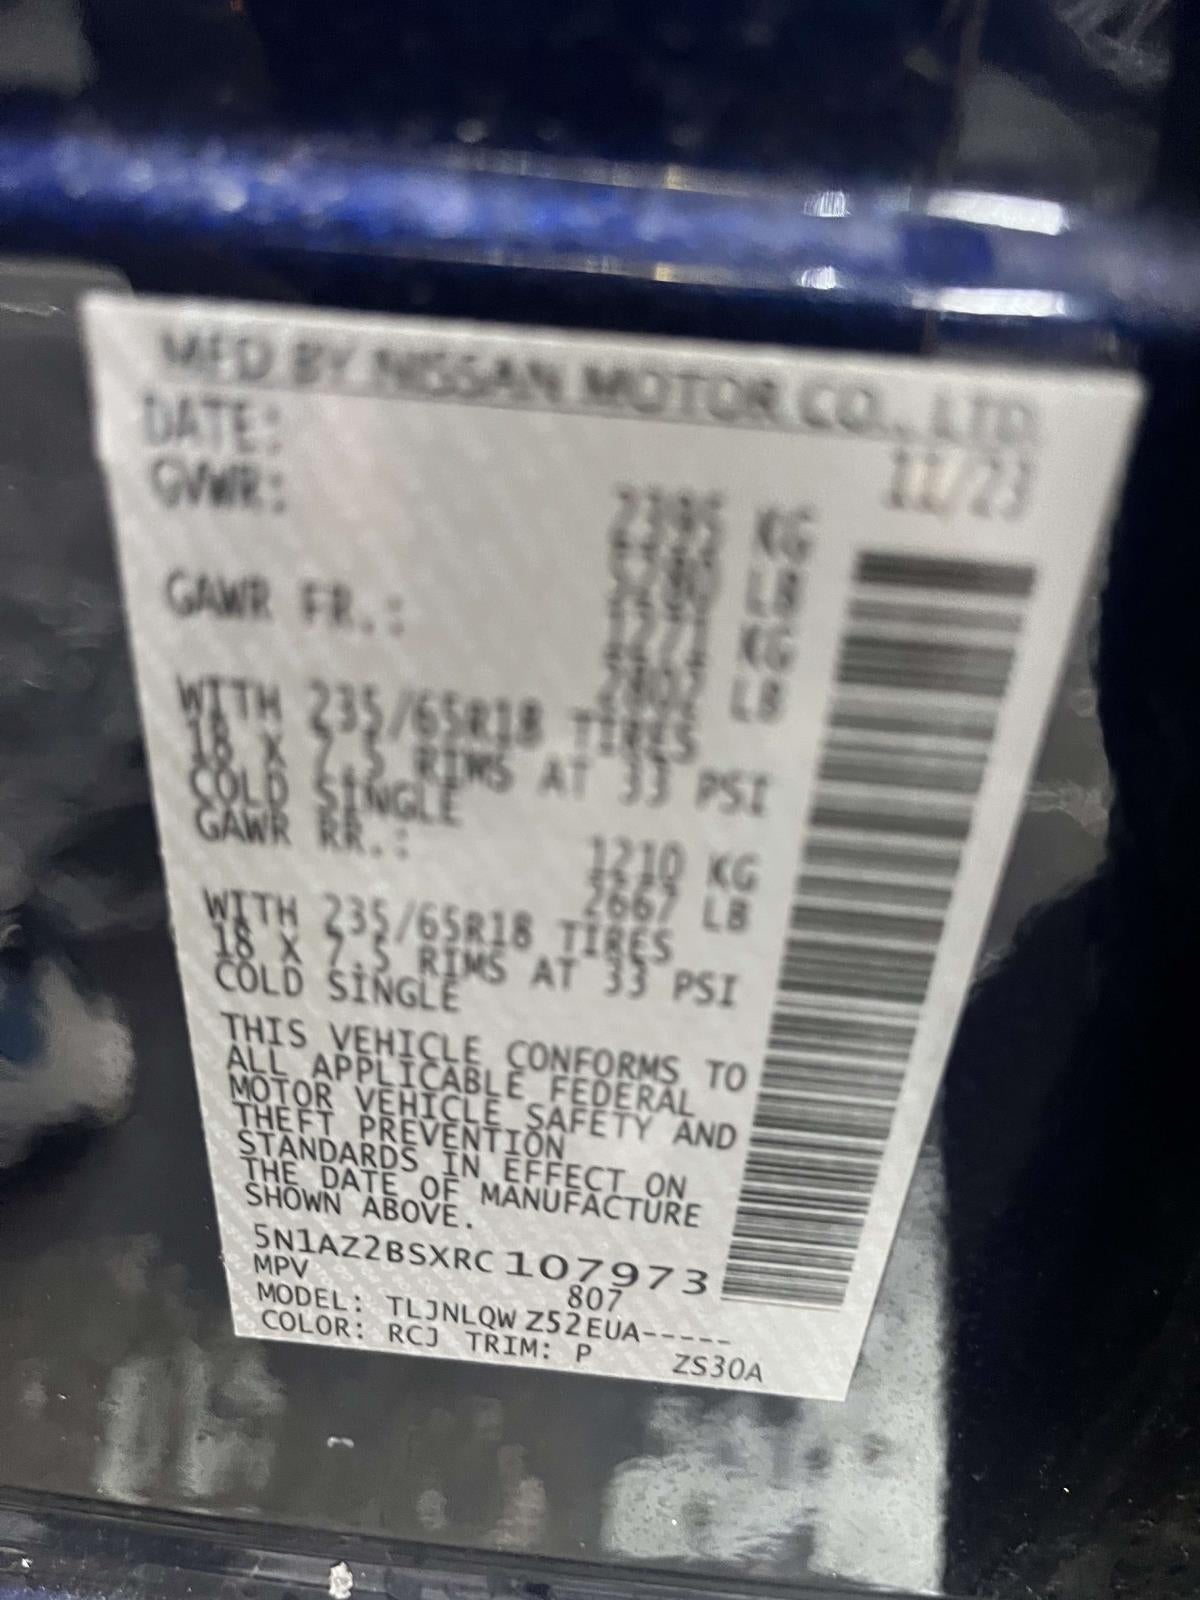 MFD BY NISSAN MOTOR CO., LTD.
DATE: 11/23
GVWR: 2395 KG
5280 LB
GAWR FR.: 1271 KG
2802 LB
WITH 235/65R18 TIRES
18 X 7.5 RIMS AT 33 PSI
COLD SINGLE
GAWR RR.: 1210 KG
2667 LB
WITH 235/65R18 TIRES
18 X 7.5 RIMS AT 33 PSI
COLD SINGLE
THIS VEHICLE CONFORMS TO
ALL APPLICABLE FEDERAL
MOTOR VEHICLE SAFETY AND
THEFT PREVENTION
STANDARDS IN EFFECT ON
THE DATE OF MANUFACTURE
SHOWN ABOVE.
5N1AZ2BSXRC107973
MPV 807
MODEL: TLJNLQW Z52EUA-----
COLOR: RCJ TRIM: P ZS30A